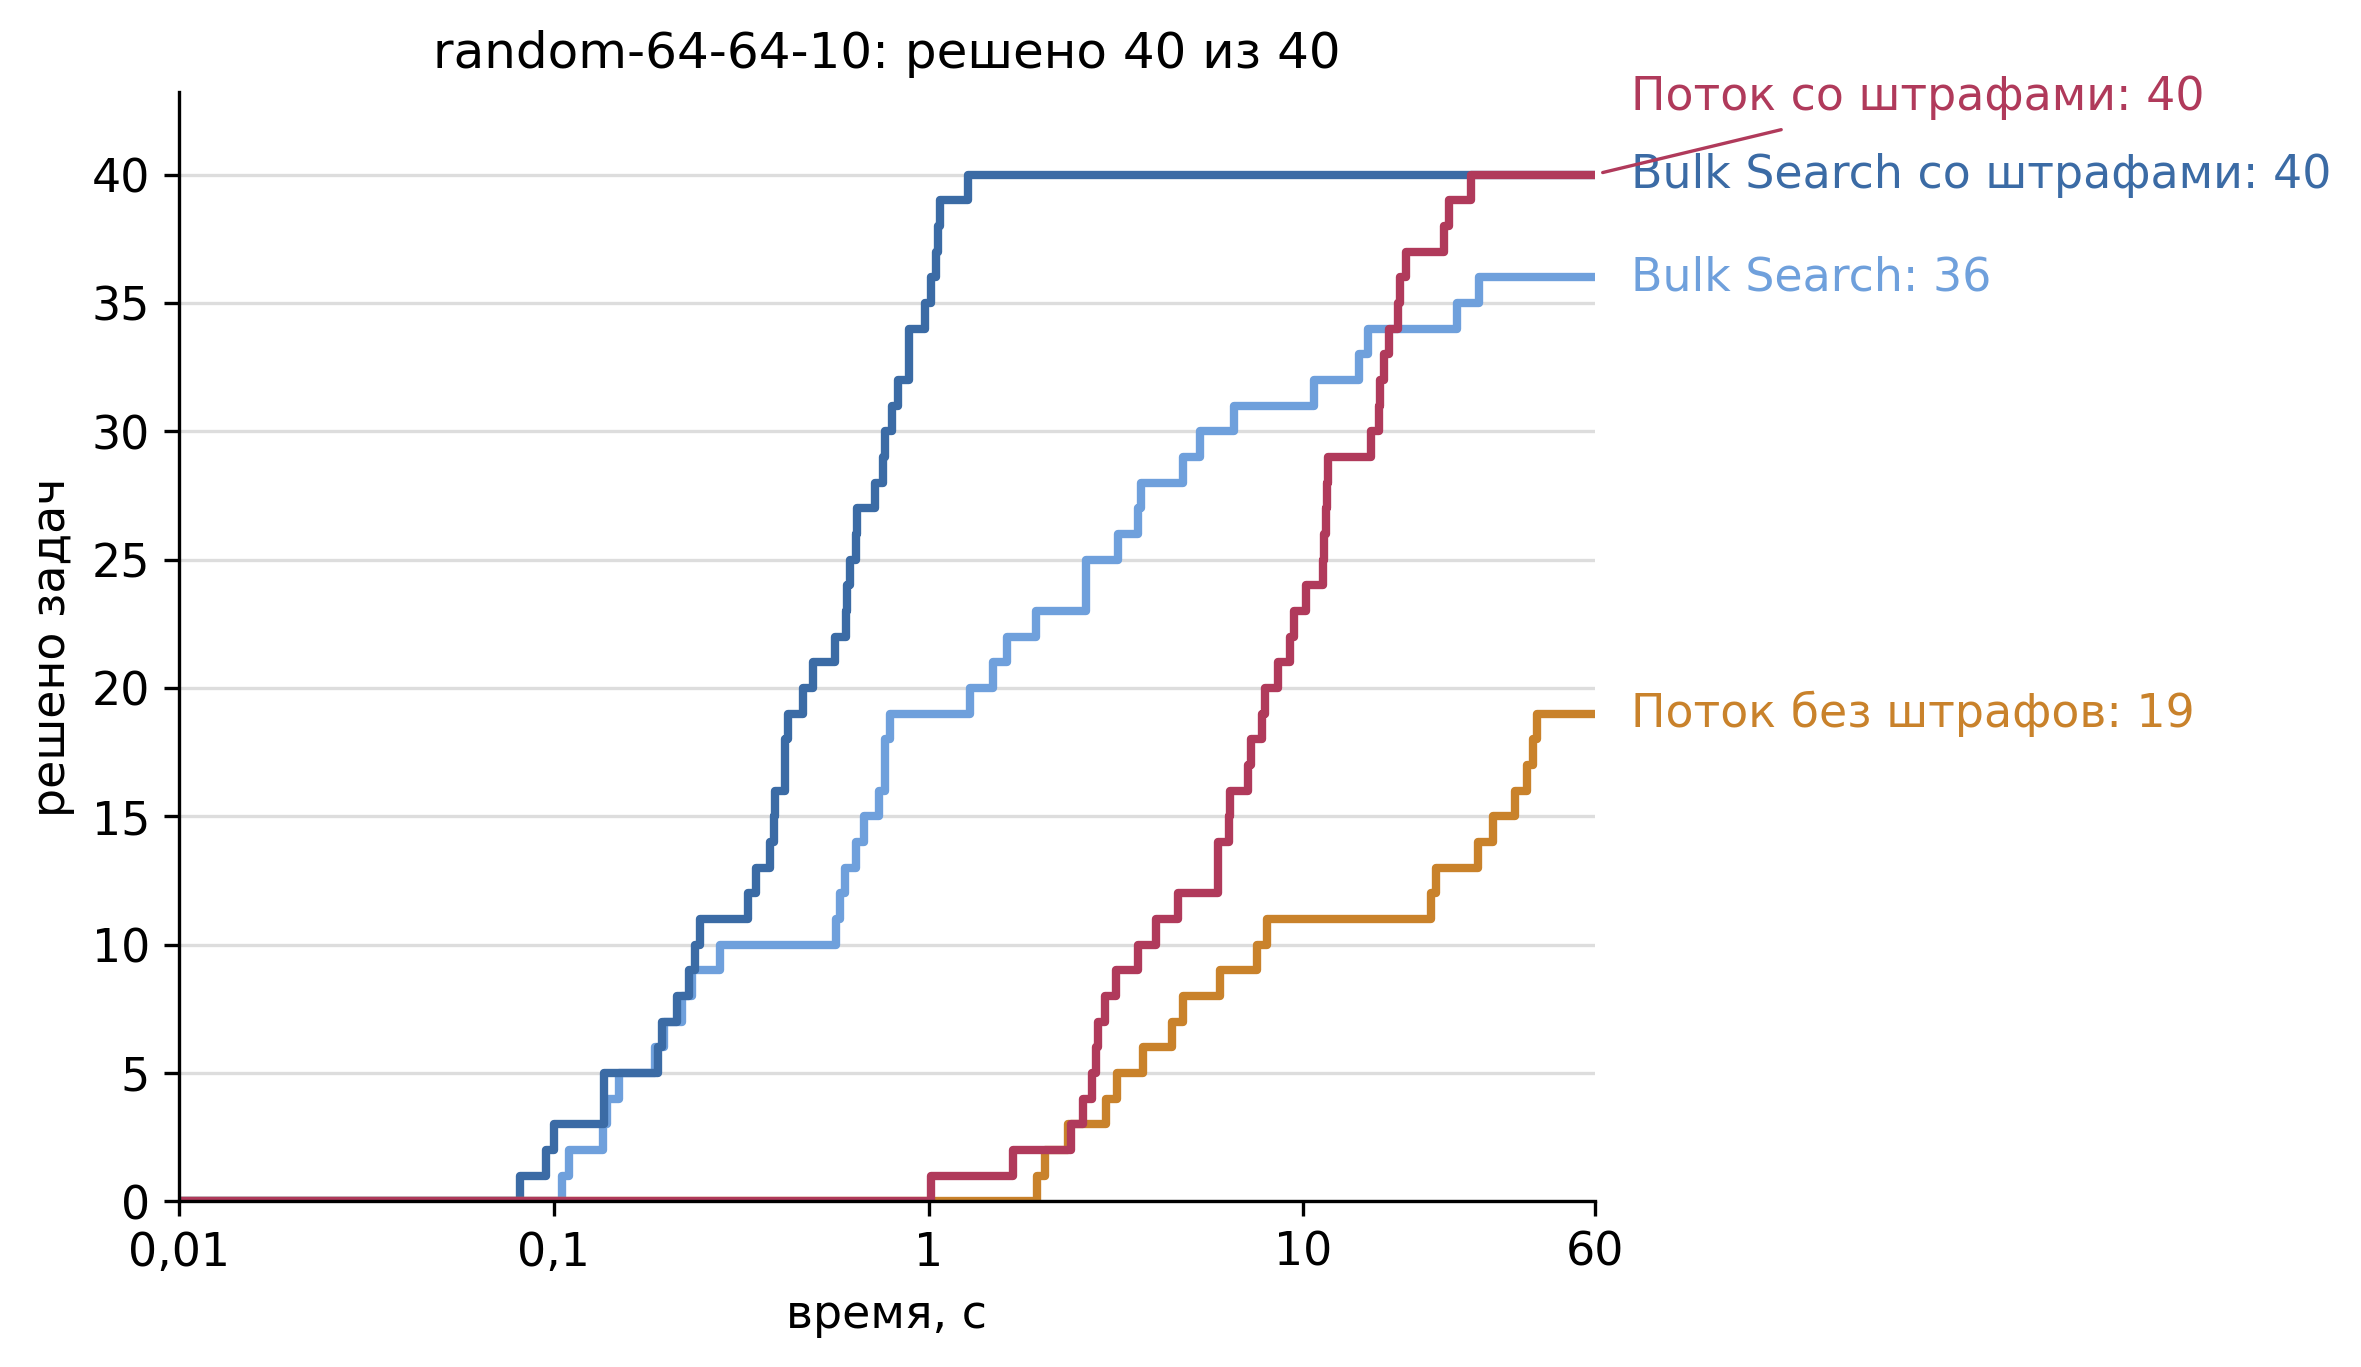 random-64-64-10: решено 40 из 40
Поток со штрафами: 40
Bulk Search со штрафами: 40
Bulk Search: 36
Поток без штрафов: 19
решено задач
40
35
30
25
20
15
10
5
0
0,01
0,1
1
10
60
время, с